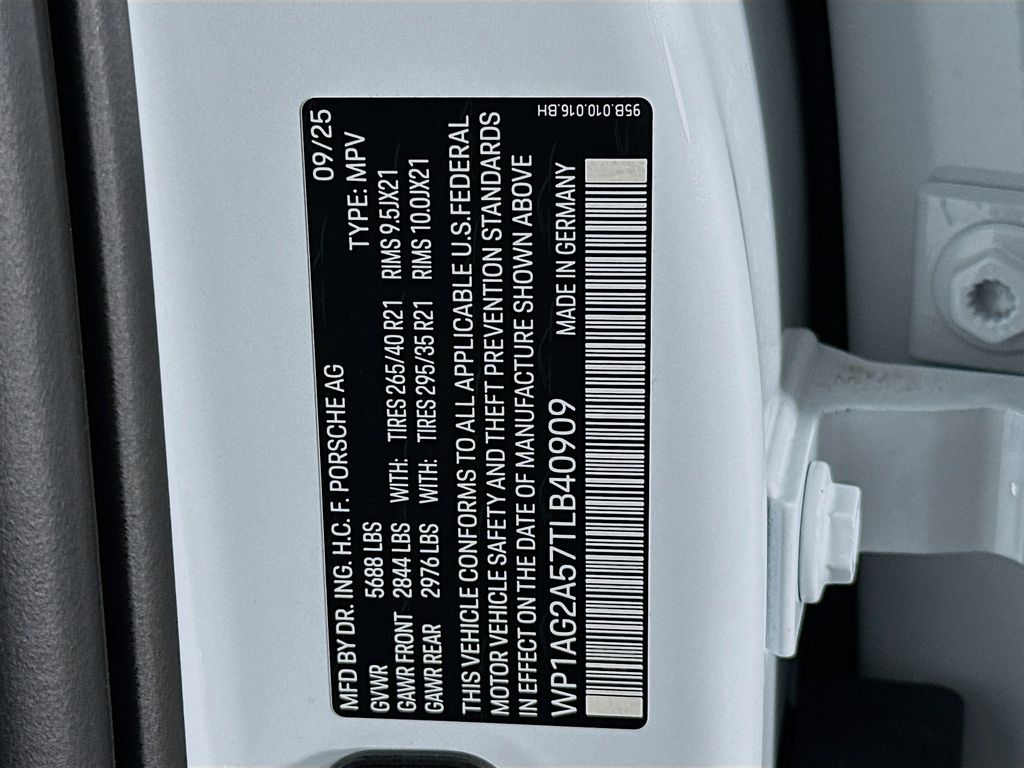 MFD BY DR. ING. H.C. F. PORSCHE AG 09/25
GVWR 5688 LBS TYPE: MPV
GAWR FRONT 2844 LBS WITH: TIRES 265/40 R21 RIMS 9.5JX21
GAWR REAR 2976 LBS WITH: TIRES 295/35 R21 RIMS 10.0JX21
THIS VEHICLE CONFORMS TO ALL APPLICABLE U.S. FEDERAL
MOTOR VEHICLE SAFETY AND THEFT PREVENTION STANDARDS
IN EFFECT ON THE DATE OF MANUFACTURE SHOWN ABOVE
WP1AG2A57TLB40909 MADE IN GERMANY
95B.010.016.BH